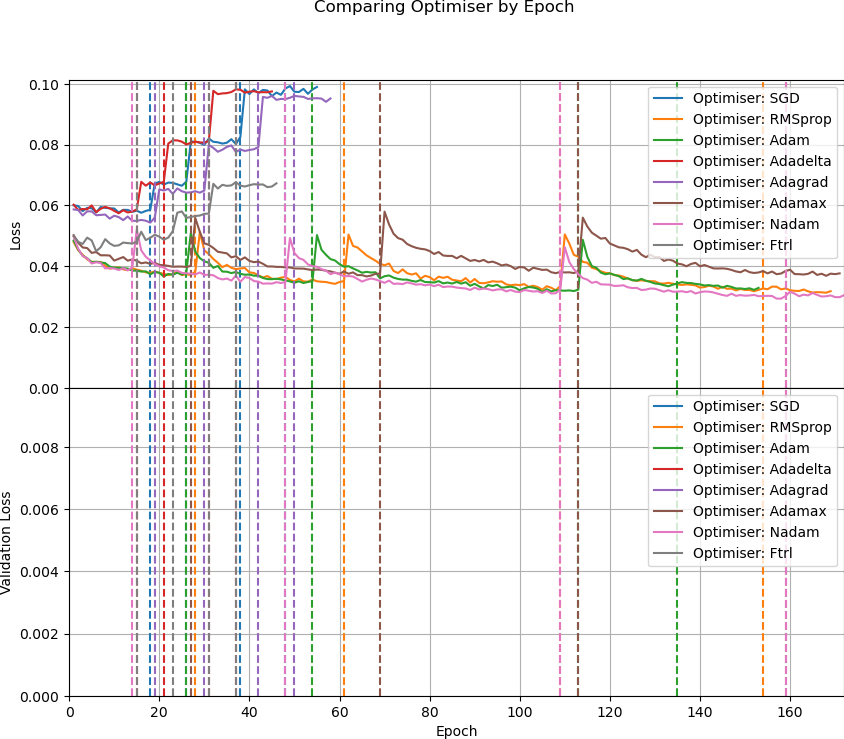 Comparing Optimiser by Epoch
0.10
0.08
0.06
0.04
0.02
0.00
Loss
Optimiser: SGD
Optimiser: RMSprop
Optimiser: Adam
Optimiser: Adadelta
Optimiser: Adagrad
Optimiser: Adamax
Optimiser: Nadam
Optimiser: Ftrl
0.008
0.006
0.004
0.002
0.000
Validation Loss
Optimiser: SGD
Optimiser: RMSprop
Optimiser: Adam
Optimiser: Adadelta
Optimiser: Adagrad
Optimiser: Adamax
Optimiser: Nadam
Optimiser: Ftrl
0 20 40 60 80 100 120 140 160
Epoch